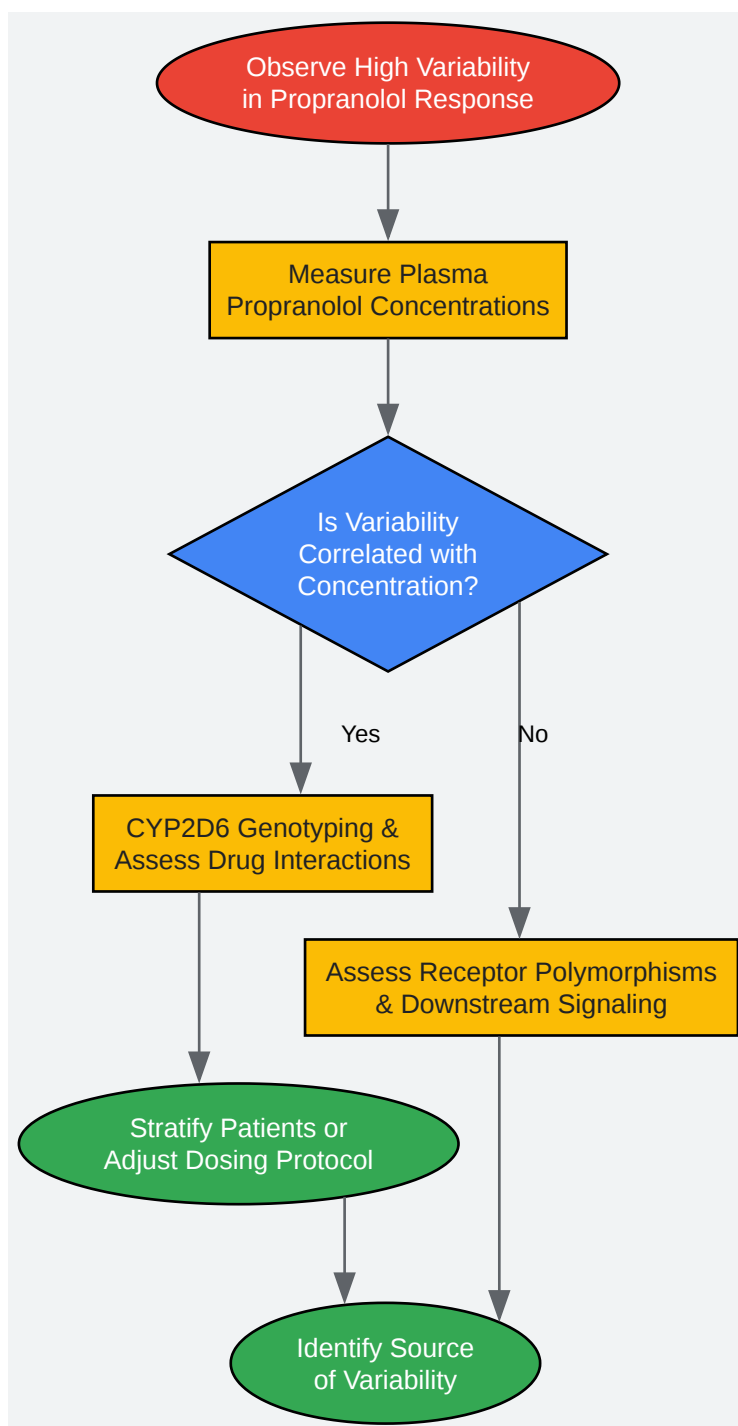 Observe High Variability
in Propranolol Response
Measure Plasma
Propranolol Concentrations
Is Variability
Correlated with
Concentration?
Yes
No
CYP2D6 Genotyping &
Assess Drug Interactions
Assess Receptor Polymorphisms
& Downstream Signaling
Stratify Patients or
Adjust Dosing Protocol
Identify Source
of Variability